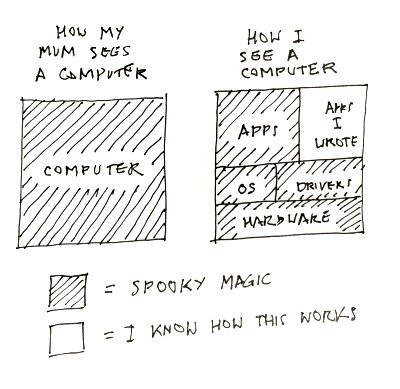 HOW MY
MUM SEES
A COMPUTER
COMPUTER
HOW I
SEE A
COMPUTER
APPS
APPS
I
WROTE
OS
DRIVERS
HARDWARE
= SPOOKY MAGIC
= I KNOW HOW THIS WORKS